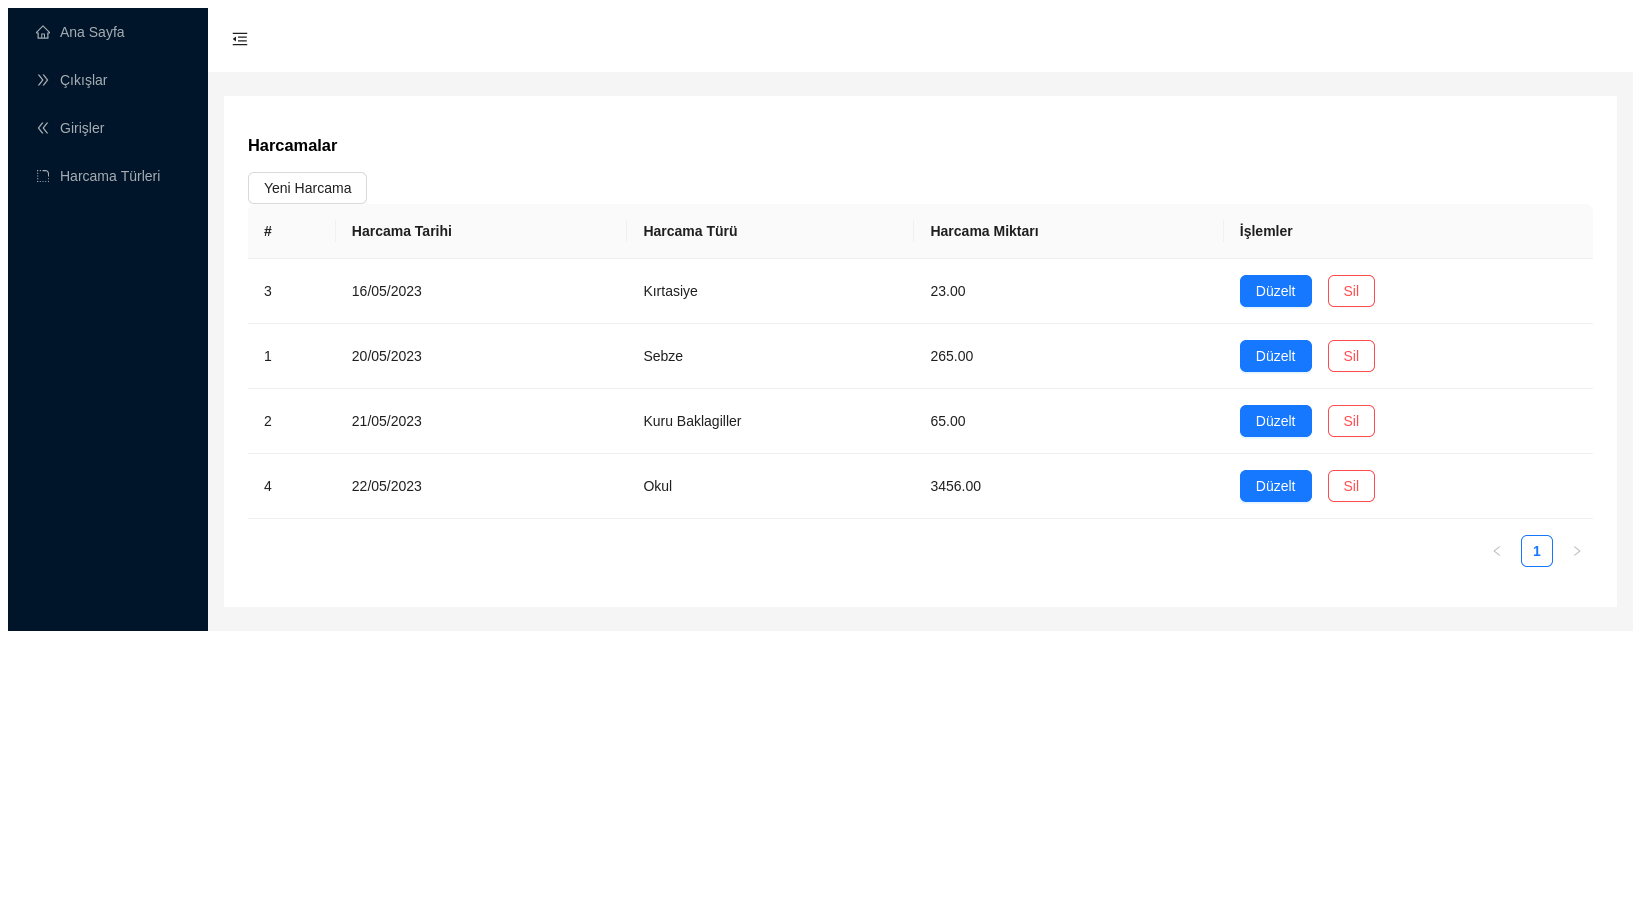 Ana Sayfa
Çıkışlar
Girişler
Harcama Türleri
Harcamalar
Yeni Harcama
# Harcama Tarihi Harcama Türü Harcama Miktarı İşlemler
3 16/05/2023 Kırtasiye 23.00 Düzelt Sil
1 20/05/2023 Sebze 265.00 Düzelt Sil
2 21/05/2023 Kuru Baklagiller 65.00 Düzelt Sil
4 22/05/2023 Okul 3456.00 Düzelt Sil
1